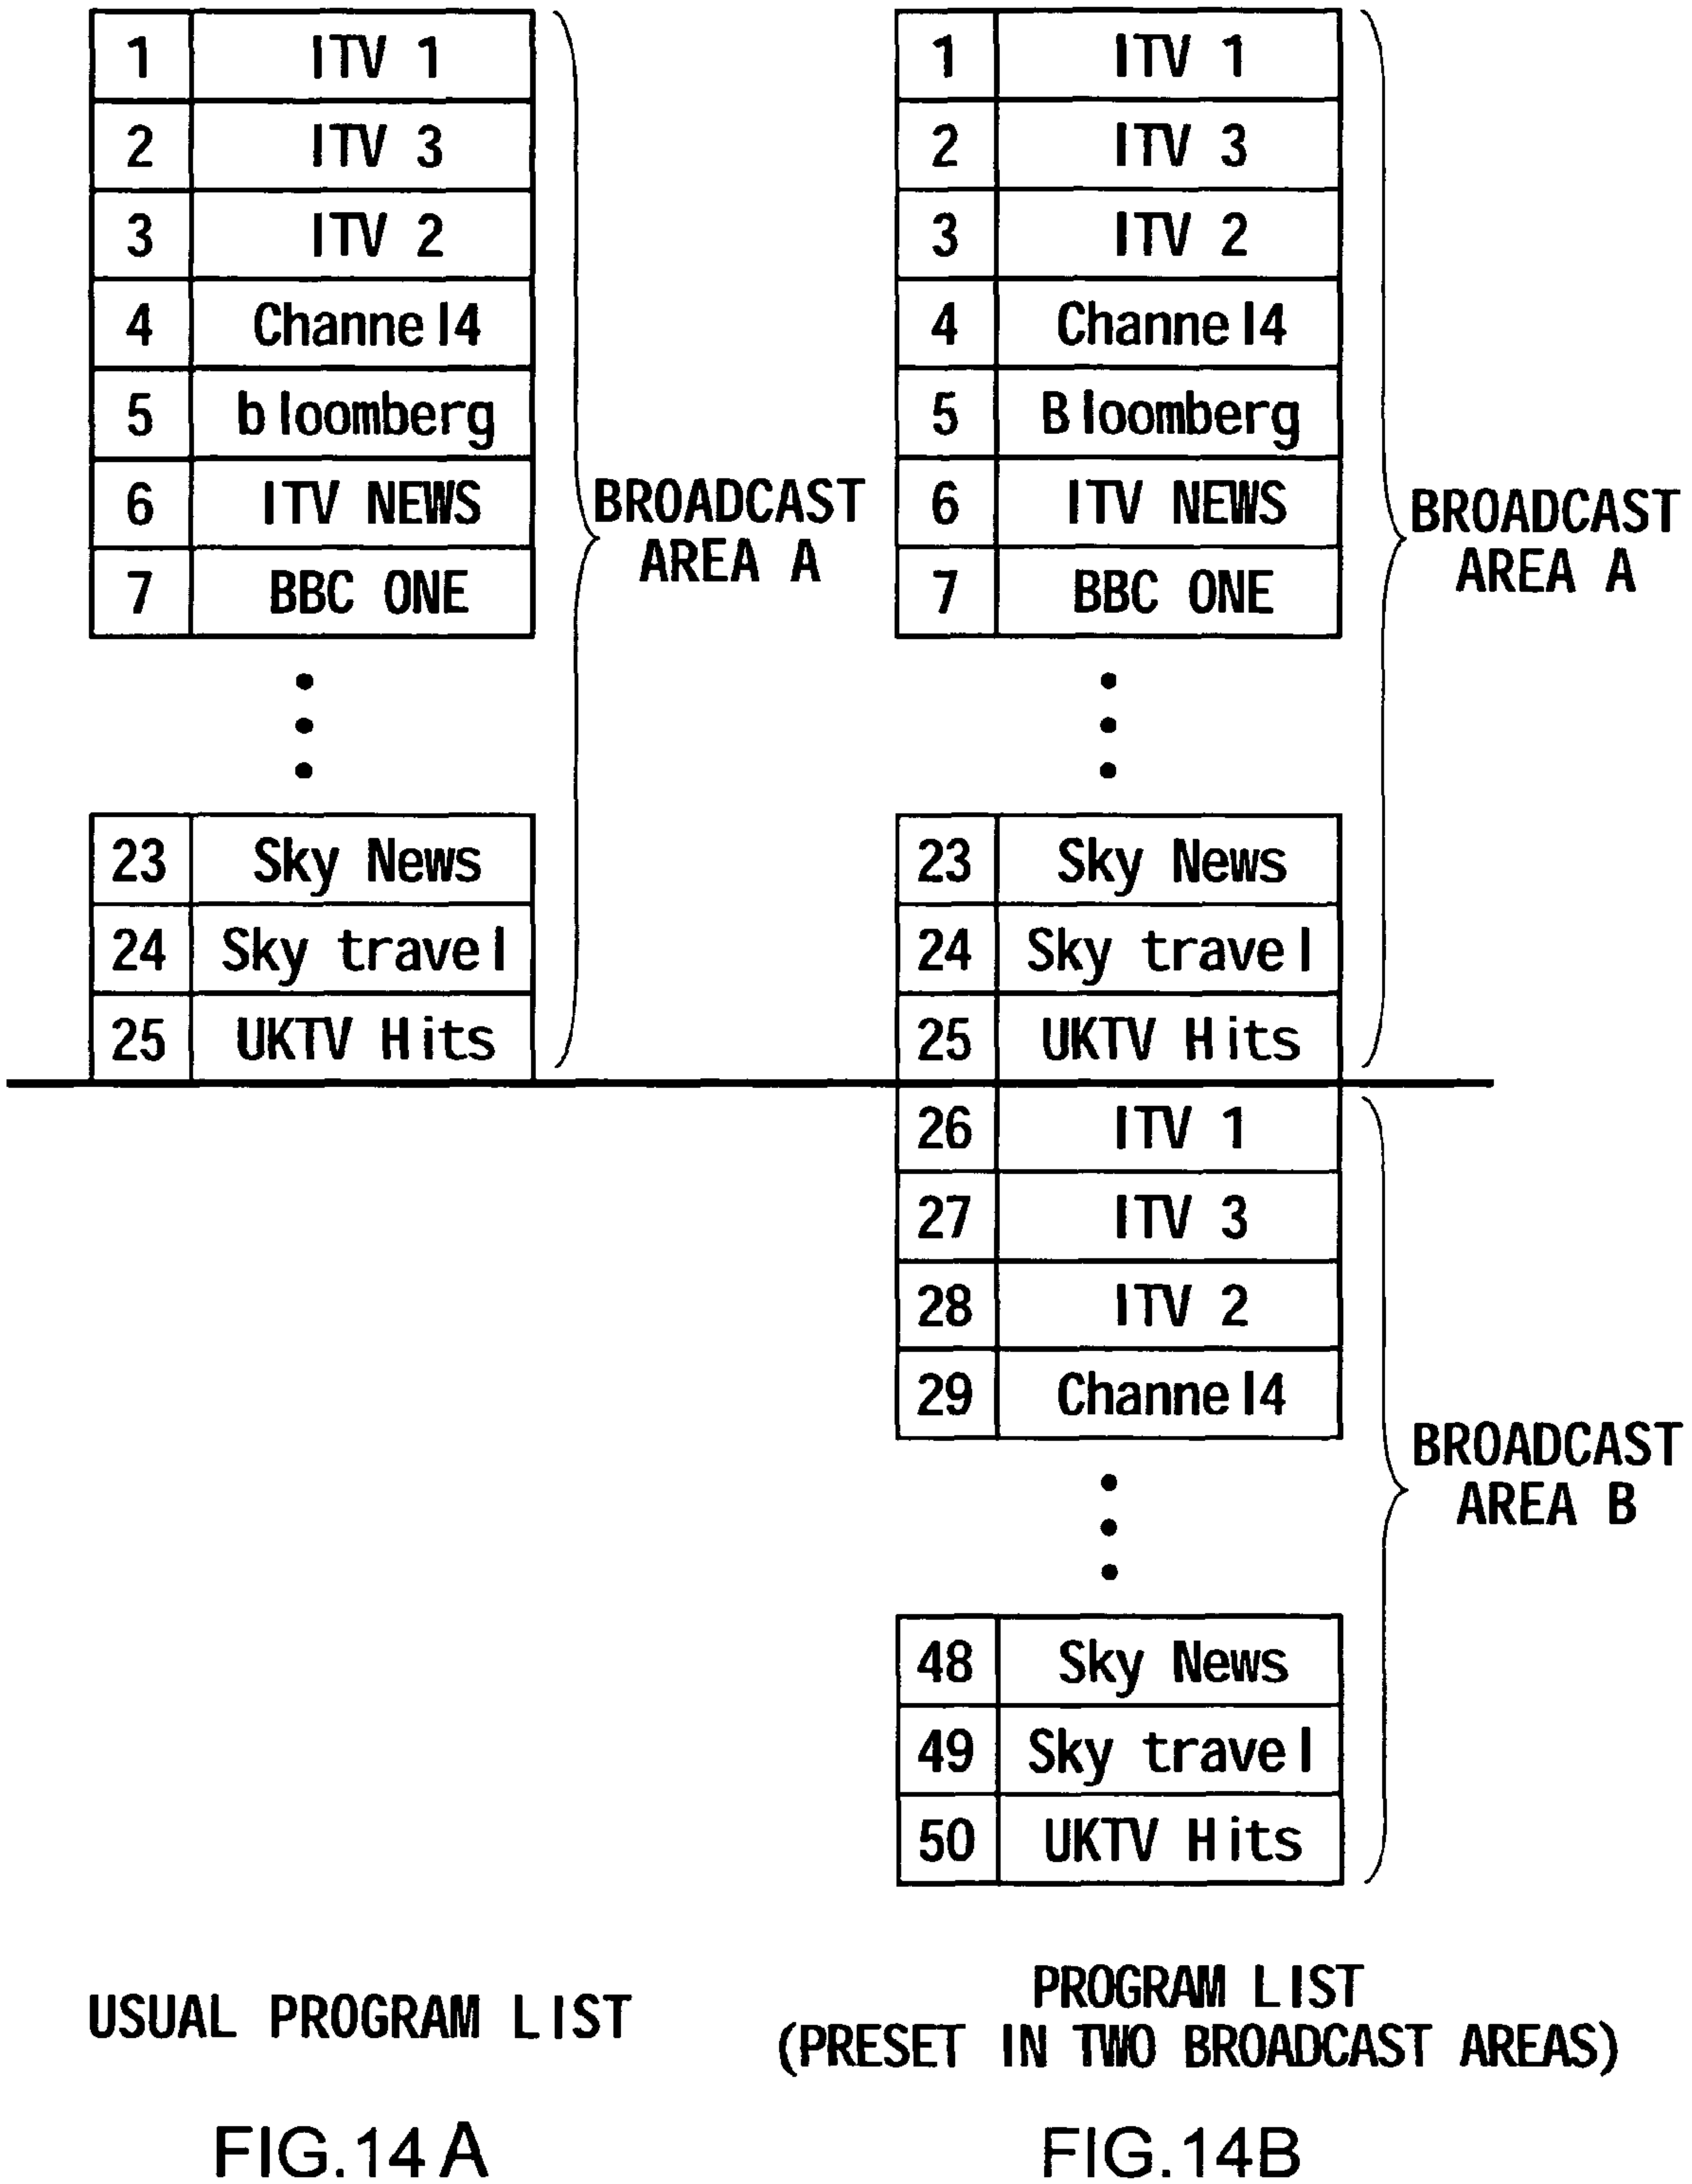 1 ITV 1
2 ITV 3
3 ITV 2
4 Channel4
5 bloomberg
6 ITV NEWS
7 BBC ONE
23 Sky News
24 Sky travel
25 UKTV Hits
BROADCAST
AREA A
USUAL PROGRAM LIST
FIG.14A
1 ITV 1
2 ITV 3
3 ITV 2
4 Channel4
5 Bloomberg
6 ITV NEWS
7 BBC ONE
23 Sky News
24 Sky travel
25 UKTV Hits
BROADCAST
AREA A
26 ITV 1
27 ITV 3
28 ITV 2
29 Channel4
48 Sky News
49 Sky travel
50 UKTV Hits
BROADCAST
AREA B
PROGRAM LIST
(PRESET IN TWO BROADCAST AREAS)
FIG.14B